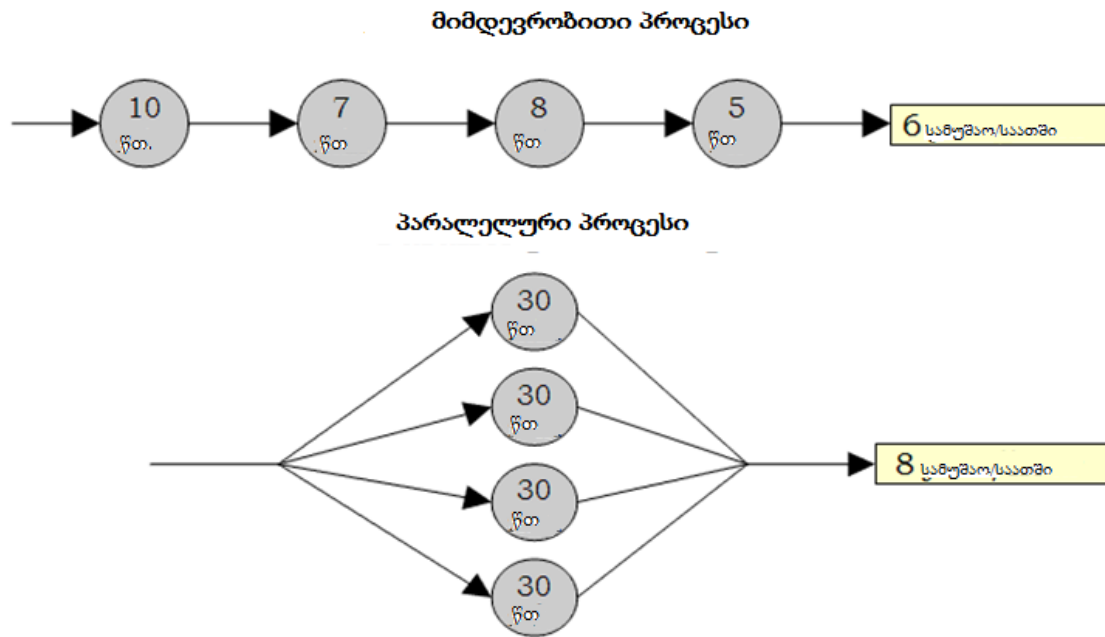 მიმდევრობითი პროცესი
10
წთ.
7
წთ
8
წთ
5
წთ
6 სამუშაო/საათში
პარალელური პროცესი
30
წთ
30
წთ
30
წთ
30
წთ
8 სამუშაო/საათში